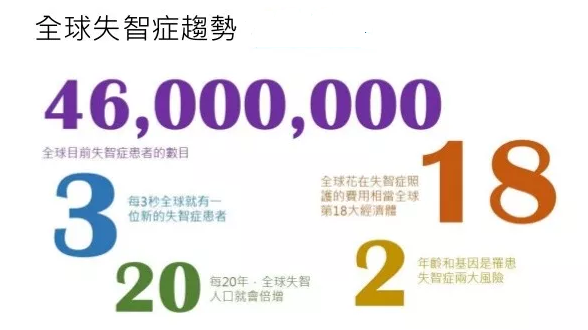 全球失智症趨勢
46,000,000
全球目前失智症患者的數目
3
每3秒全球就有一
位新的失智症患者
全球花在失智症照
護的費用相當全球
第18大經濟體
18
20
每20年，全球失智
人口就會倍增
2
年齡和基因是罹患
失智症兩大風險